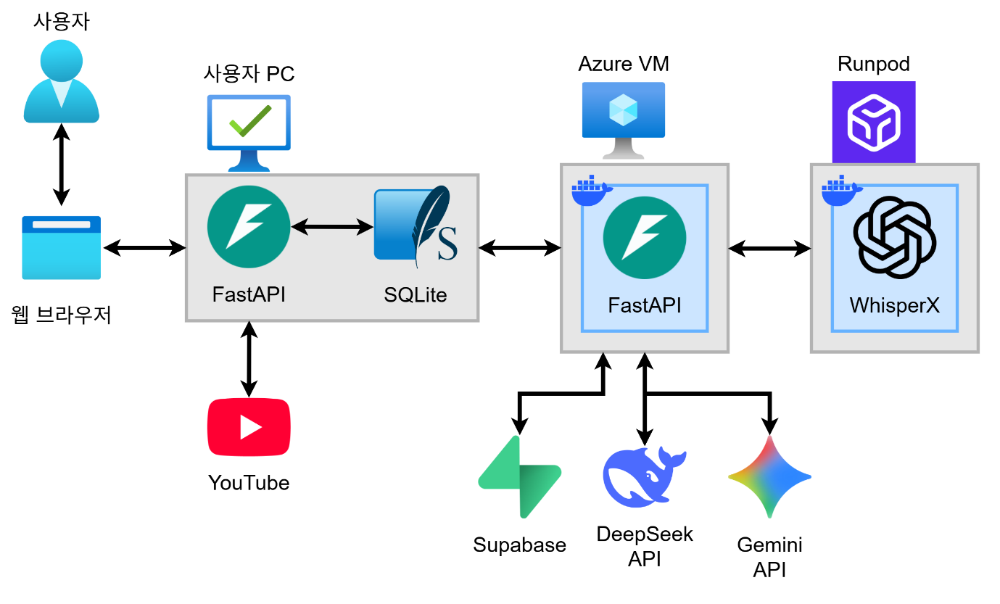 사용자
사용자 PC
Azure VM
Runpod
FastAPI
S
SQLite
FastAPI
WhisperX
웹 브라우저
YouTube
Supabase
DeepSeek
API
Gemini
API